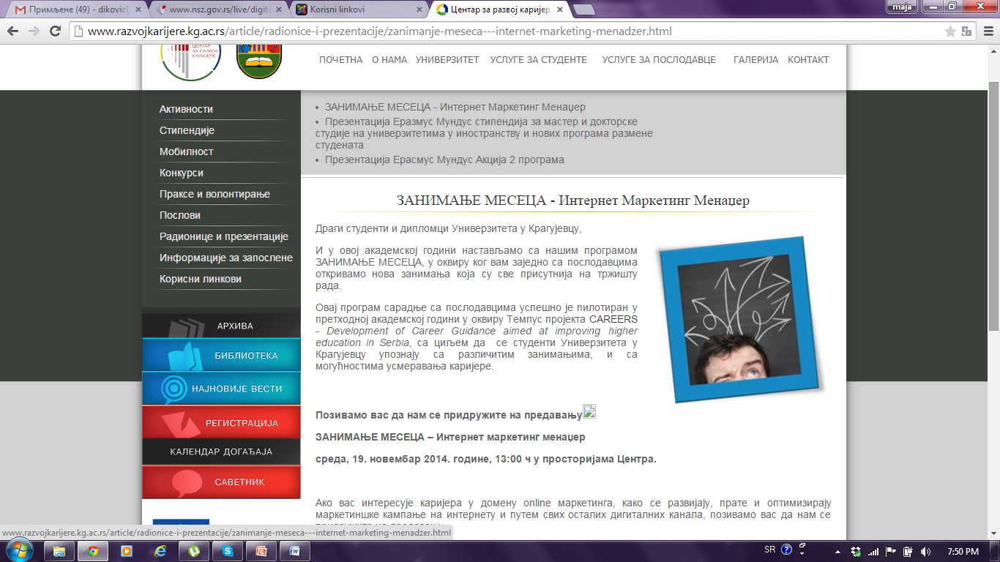 Примљене (49) - dikoviclj
www.nsz.gov.rs/live/digita
Korisni linkovi
Центар за развој каријере
maja
www.razvojkarijere.kg.ac.rs/article/radionice-i-prezentacije/zanimanje-meseca---internet-marketing-menadzer.html
ЦЕНТАР
ЗА РАЗВОЈ
КАРИЈЕРЕ
ПОЧЕТНА О НАМА УНИВЕРЗИТЕТ УСЛУГЕ ЗА СТУДЕНТЕ УСЛУГЕ ЗА ПОСЛОДАВЦЕ ГАЛЕРИЈА КОНТАКТ
Активности
Стипендије
Мобилност
Конкурси
Праксе и волонтирање
Послови
Радионице и презентације
Информације за запослене
Корисни линкови
АРХИВА
БИБЛИОТЕКА
НАЈНОВИЈЕ ВЕСТИ
РЕГИСТРАЦИЈА
КАЛЕНДАР ДОГАЂАЈА
САВЕТНИК
• ЗАНИМАЊЕ МЕСЕЦА - Интернет Маркетинг Менаџер
• Презентација Еразмус Мундус стипендија за мастер и докторске
студије на универзитетима у иностранству и нових програма размене
студената
• Презентација Ерасмус Мундус Акција 2 програма
ЗАНИМАЊЕ МЕСЕЦА - Интернет Маркетинг Менаџер
Драги студенти и дипломци Универзитета у Крагујевцу,
И у овој академској години настављамо са нашим програмом
ЗАНИМАЊЕ МЕСЕЦА, у оквиру ког вам заједно са послодавцима
откривамо нова занимања која су све присутнија на тржишту
рада.
Овај програм сарадње са послодавцима успешно је пилотиран у
претходној академској години у оквиру Темпус пројекта CAREERS
- Development of Career Guidance aimed at improving higher
education in Serbia, са циљем да се студенти Универзитета у
Крагујевцу упознају са различитим занимањима, и са
могућностима усмеравања каријере.
Позивамо вас да нам се придружите на предавању
ЗАНИМАЊЕ МЕСЕЦА – Интернет маркетинг менаџер
среда, 19. новембар 2014. године, 13:00 ч у просторијама Центра.
Ако вас интересује каријера у домену online маркетинга, како се развијају, прате и оптимизирају
маркетиншке кампање на интернету и путем свих осталих дигиталних канала, позивамо вас да нам се
www.razvojkarijere.kg.ac.rs/article/radionice-i-prezentacije/zanimanje-meseca---internet-marketing-menadzer.html
SR
7:50 PM